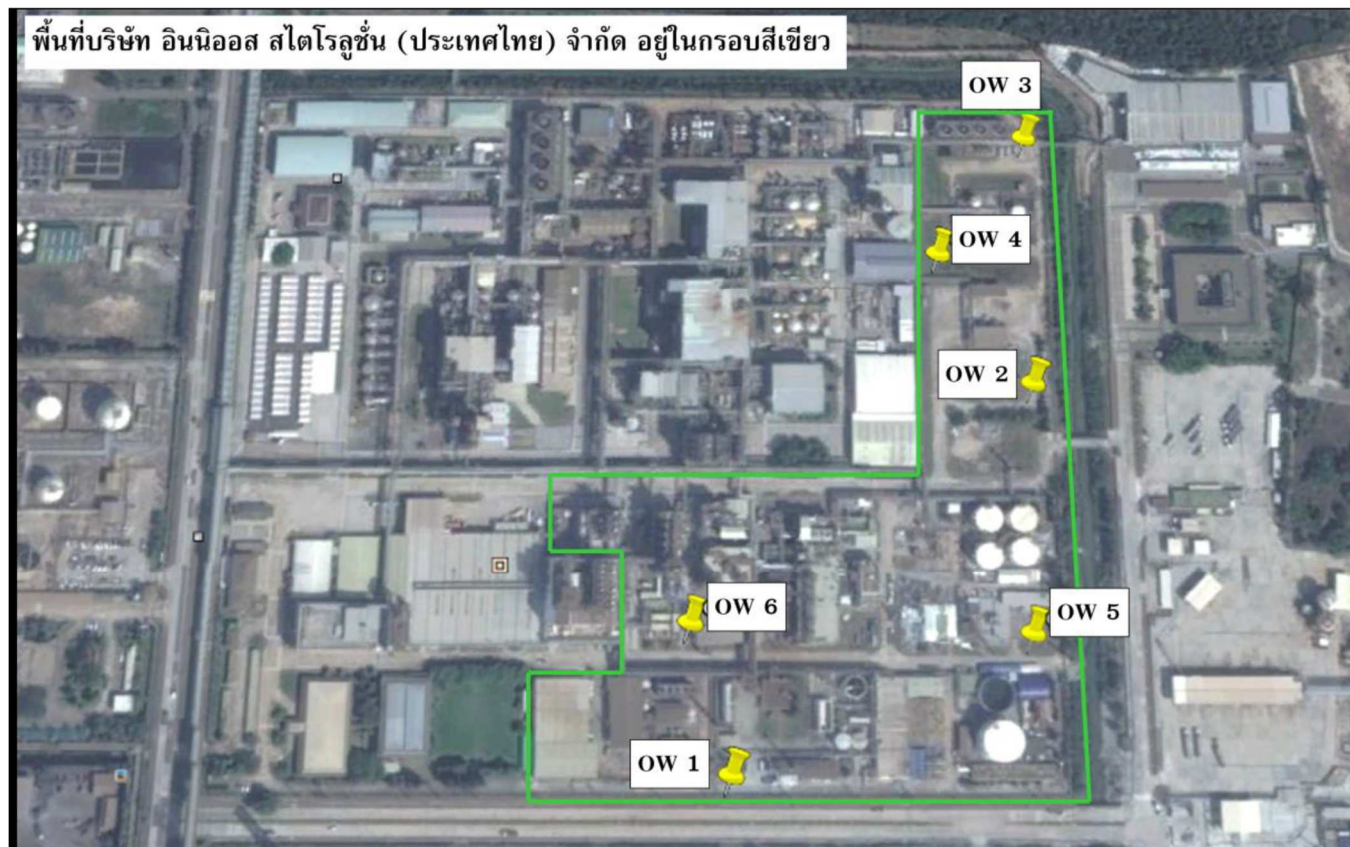 พื้นที่บริษัท อินนิออส สไตโรลูชั่น (ประเทศไทย) จำกัด อยู่ในกรอบสีเขียว
OW 3
OW 4
OW 2
OW 6
OW 5
OW 1